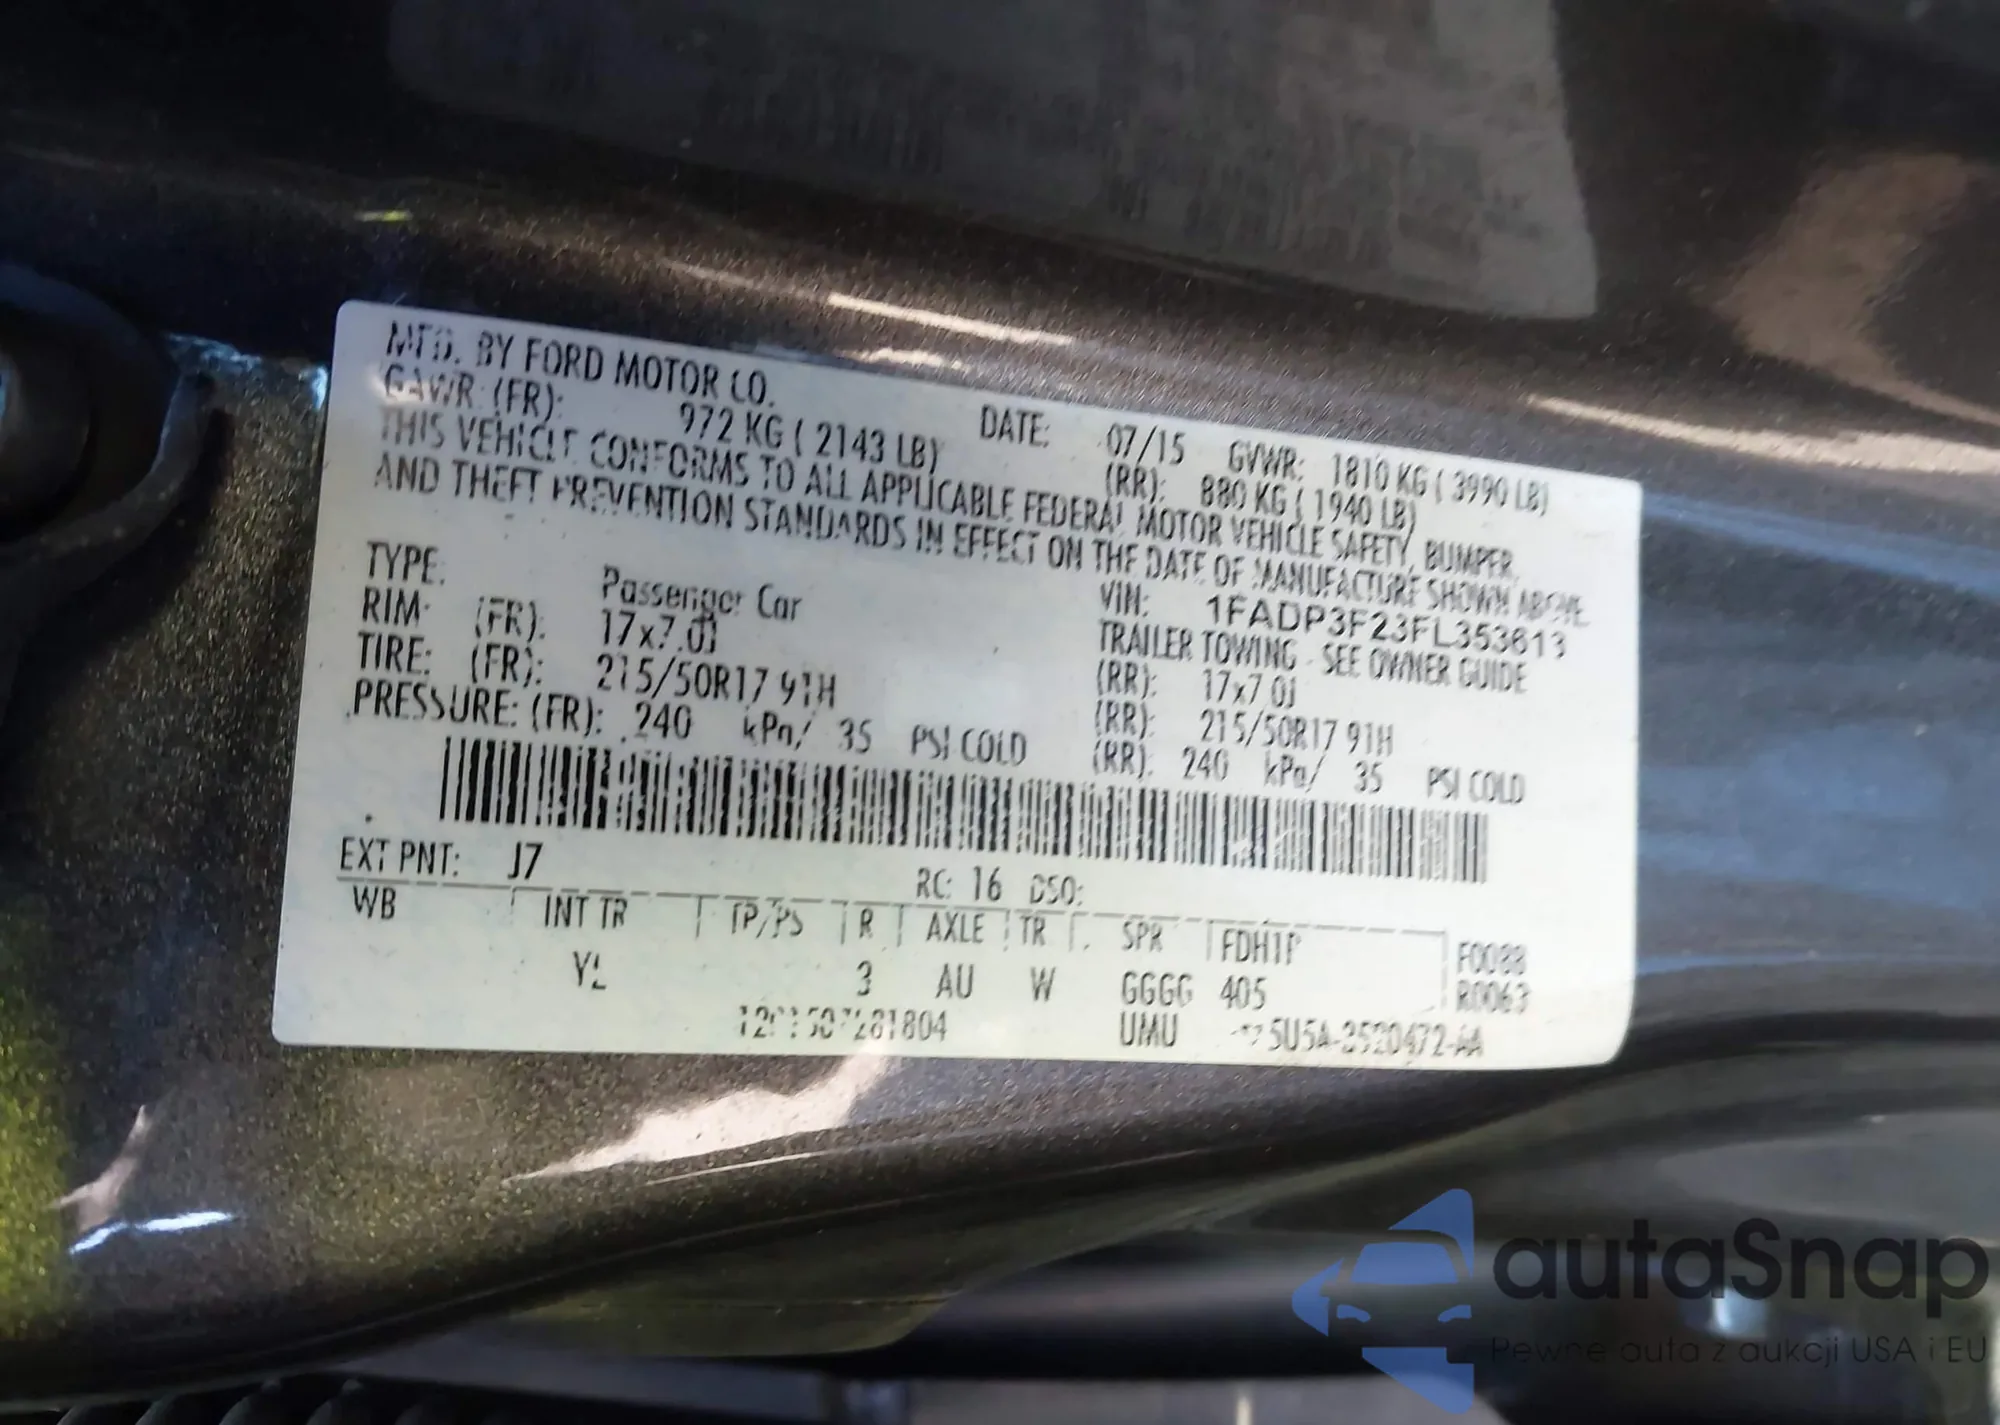 MFD. BY FORD MOTOR CO. DATE: 07/15 GVWR: 1810 KG ( 3990 LB)
GAWR (FR): 972 KG ( 2143 LB) (RR): 880 KG ( 1940 LB)
THIS VEHICLE CONFORMS TO ALL APPLICABLE FEDERAL MOTOR VEHICLE SAFETY, BUMPER,
AND THEFT PREVENTION STANDARDS IN EFFECT ON THE DATE OF MANUFACTURE SHOWN ABOVE
VIN: 1FADP3F23FL353613
TYPE: Passenger Car TRAILER TOWING - SEE OWNER GUIDE
RIM: (FR): 17x7.0J (RR): 17x7.0J
TIRE: (FR): 215/50R17 91H (RR): 215/50R17 91H
PRESSURE: (FR): 240 kPa/ 35 PSI COLD (RR): 240 kPa/ 35 PSI COLD
EXT PNT: J7 RC: 16 DSO:
WB INT TR TP/PS R AXLE TR SPR FDHTP F0088
YL 3 AU W GGGG 405 R0063
UMU
autaSnap
Pewne auta z aukcji USA i EU